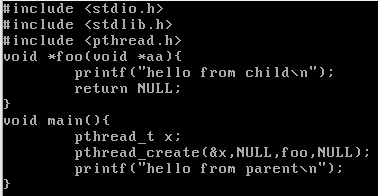 #include <stdio.h>
#include <stdlib.h>
#include <pthread.h>
void *foo(void *aa){
        printf("hello from child\n");
        return NULL;
}
void main(){
        pthread_t x;
        pthread_create(&x,NULL,foo,NULL);
        printf("hello from parent\n");
}